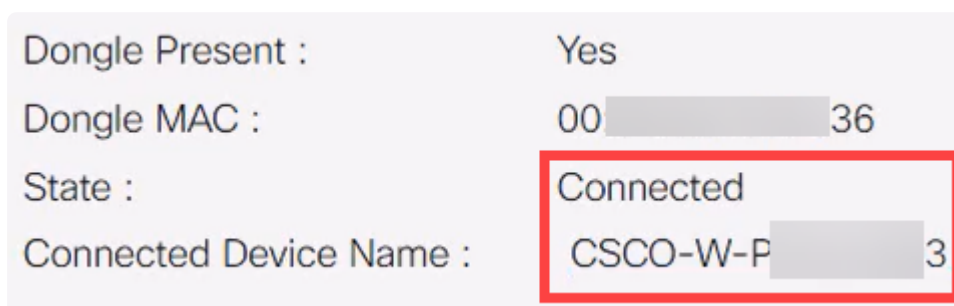 Dongle Present : Yes
Dongle MAC : 00: 36
State : Connected
Connected Device Name : CSCO-W-P 3